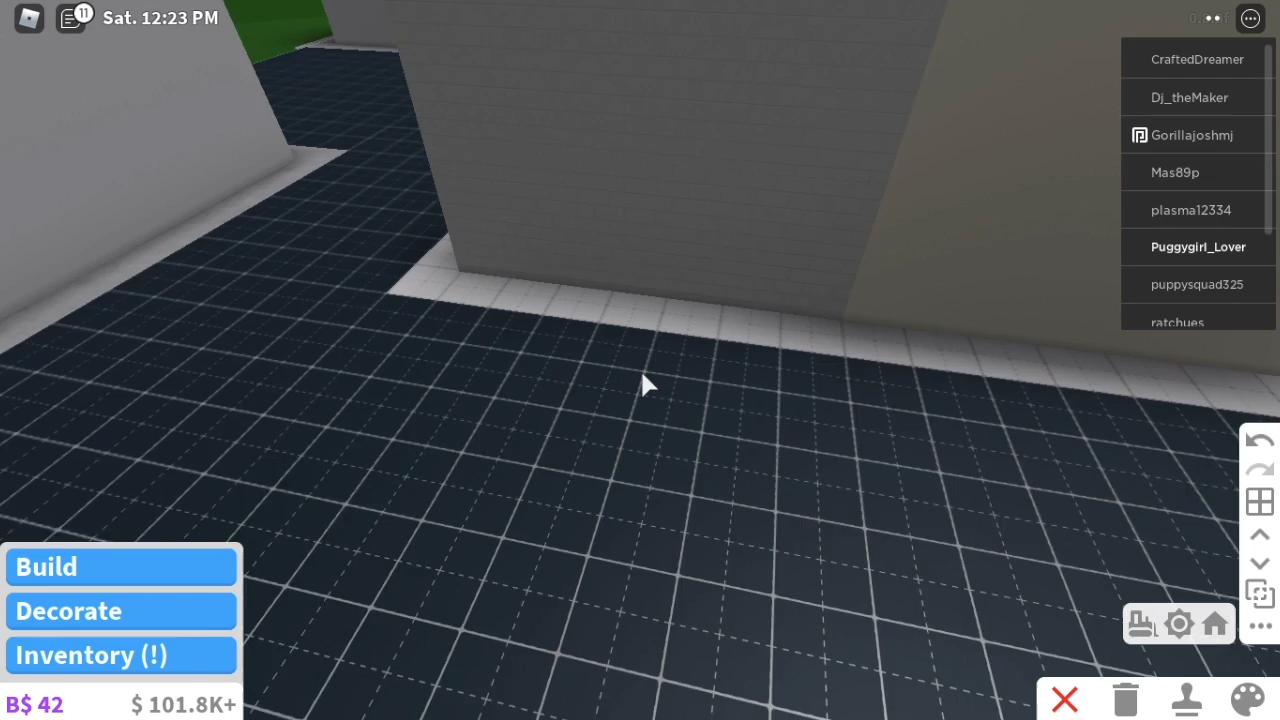 11
Sat. 12:23 PM
CraftedDreamer
Dj_theMaker
Gorillajoshmj
Mas89p
plasma12334
Puggygirl_Lover
puppysquad325
ratchues
Build
Decorate
Inventory (!)
B$ 42
$ 101.8K+